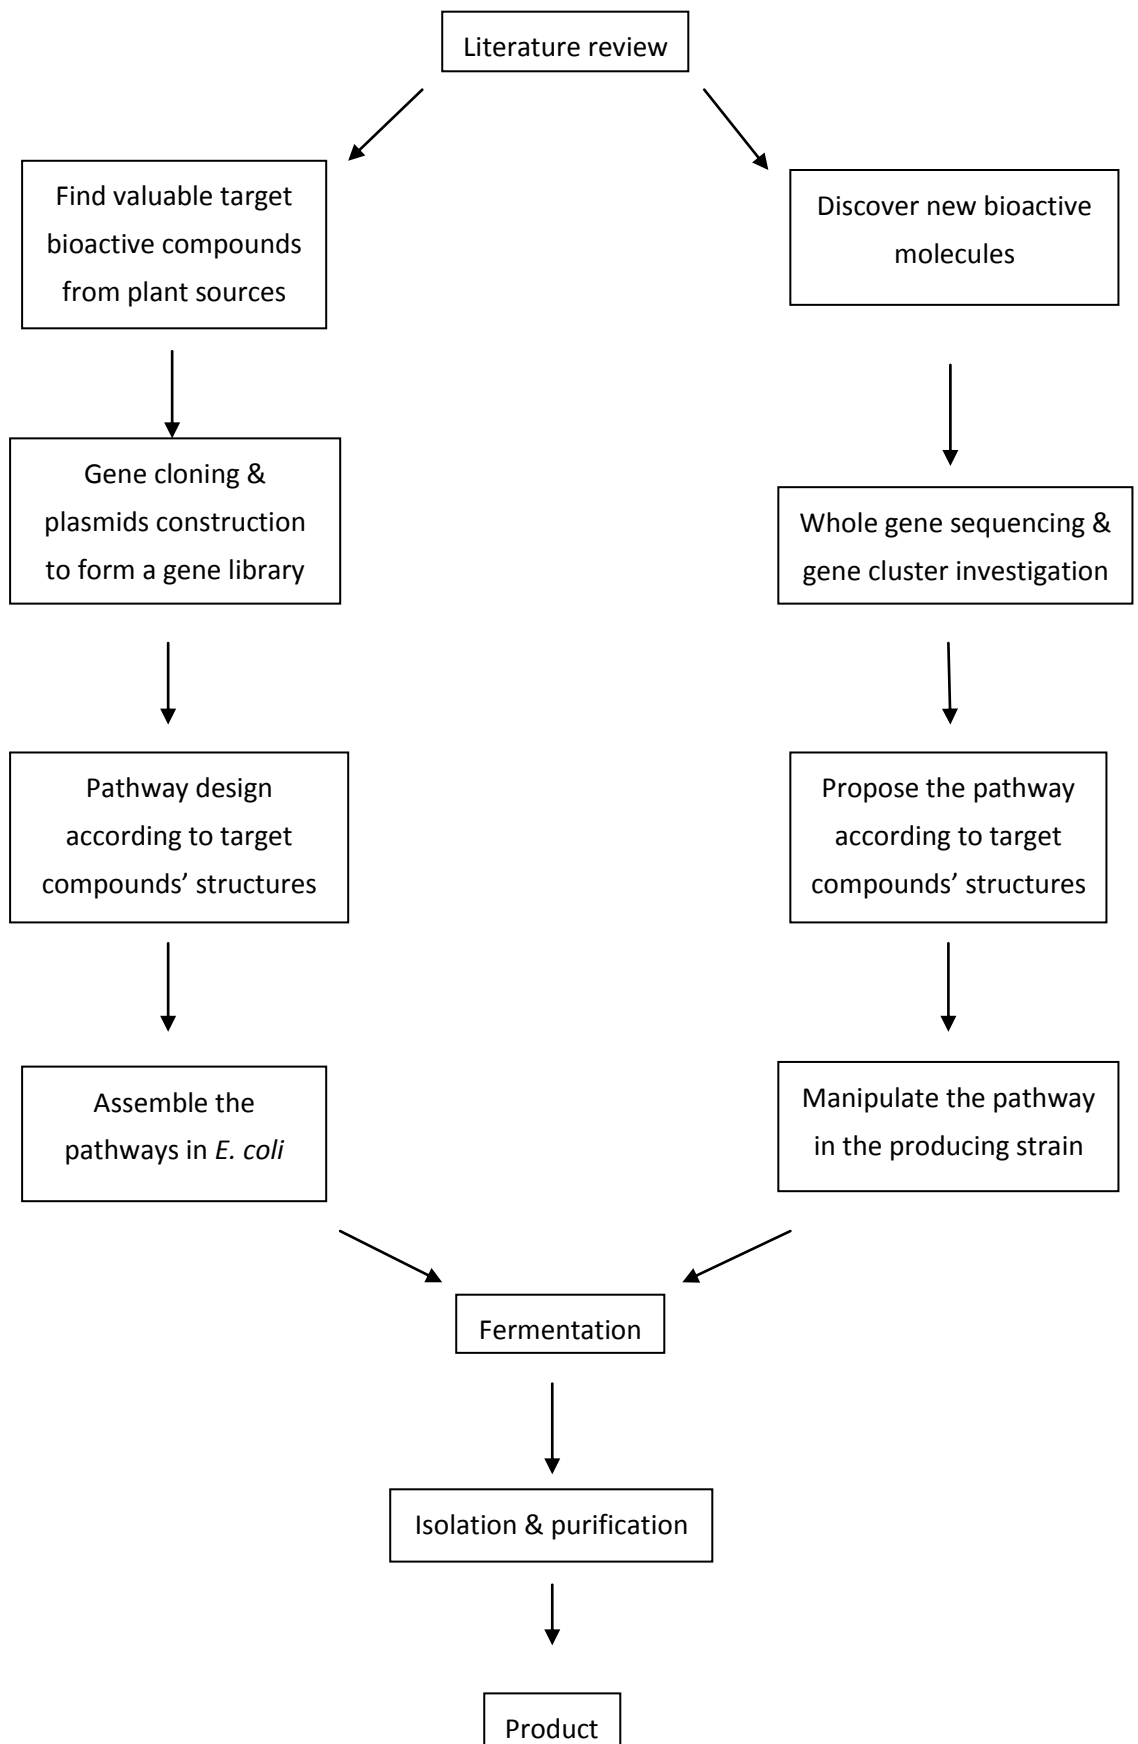 Literature review
Find valuable target
bioactive compounds
from plant sources
Discover new bioactive
molecules
Gene cloning &
plasmids construction
to form a gene library
Whole gene sequencing &
gene cluster investigation
Pathway design
according to target
compounds’ structures
Propose the pathway
according to target
compounds’ structures
Assemble the
pathways in E. coli
Manipulate the pathway
in the producing strain
Fermentation
Isolation & purification
Product